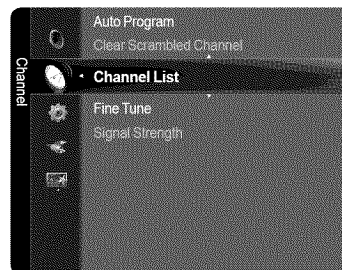 Channel
Auto Program
Clear Scrambled Channel
Channel List
Fine Tune
Signal Strength